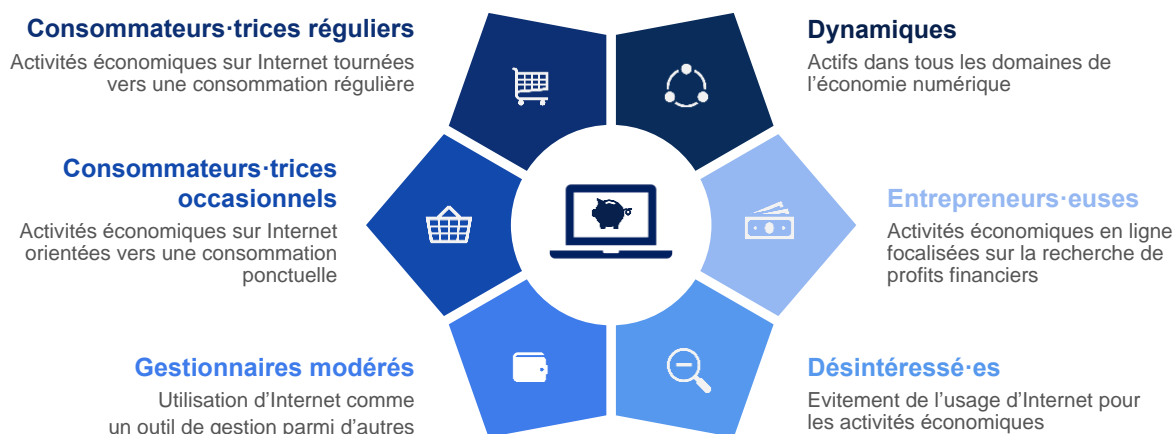 Consommateurs·trices réguliers
Activités économiques sur Internet tournées
vers une consommation régulière
Dynamiques
Actifs dans tous les domaines de
l'économie numérique
Consommateurs·trices
occasionnels
Activités économiques sur Internet
orientées vers une consommation
ponctuelle
Entrepreneurs·euses
Activités économiques en ligne
focalisées sur la recherche de
profits financiers
Gestionnaires modérés
Utilisation d'Internet comme
un outil de gestion parmi d'autres
Désintéressé·es
Evitement de l'usage d'Internet pour
les activités économiques